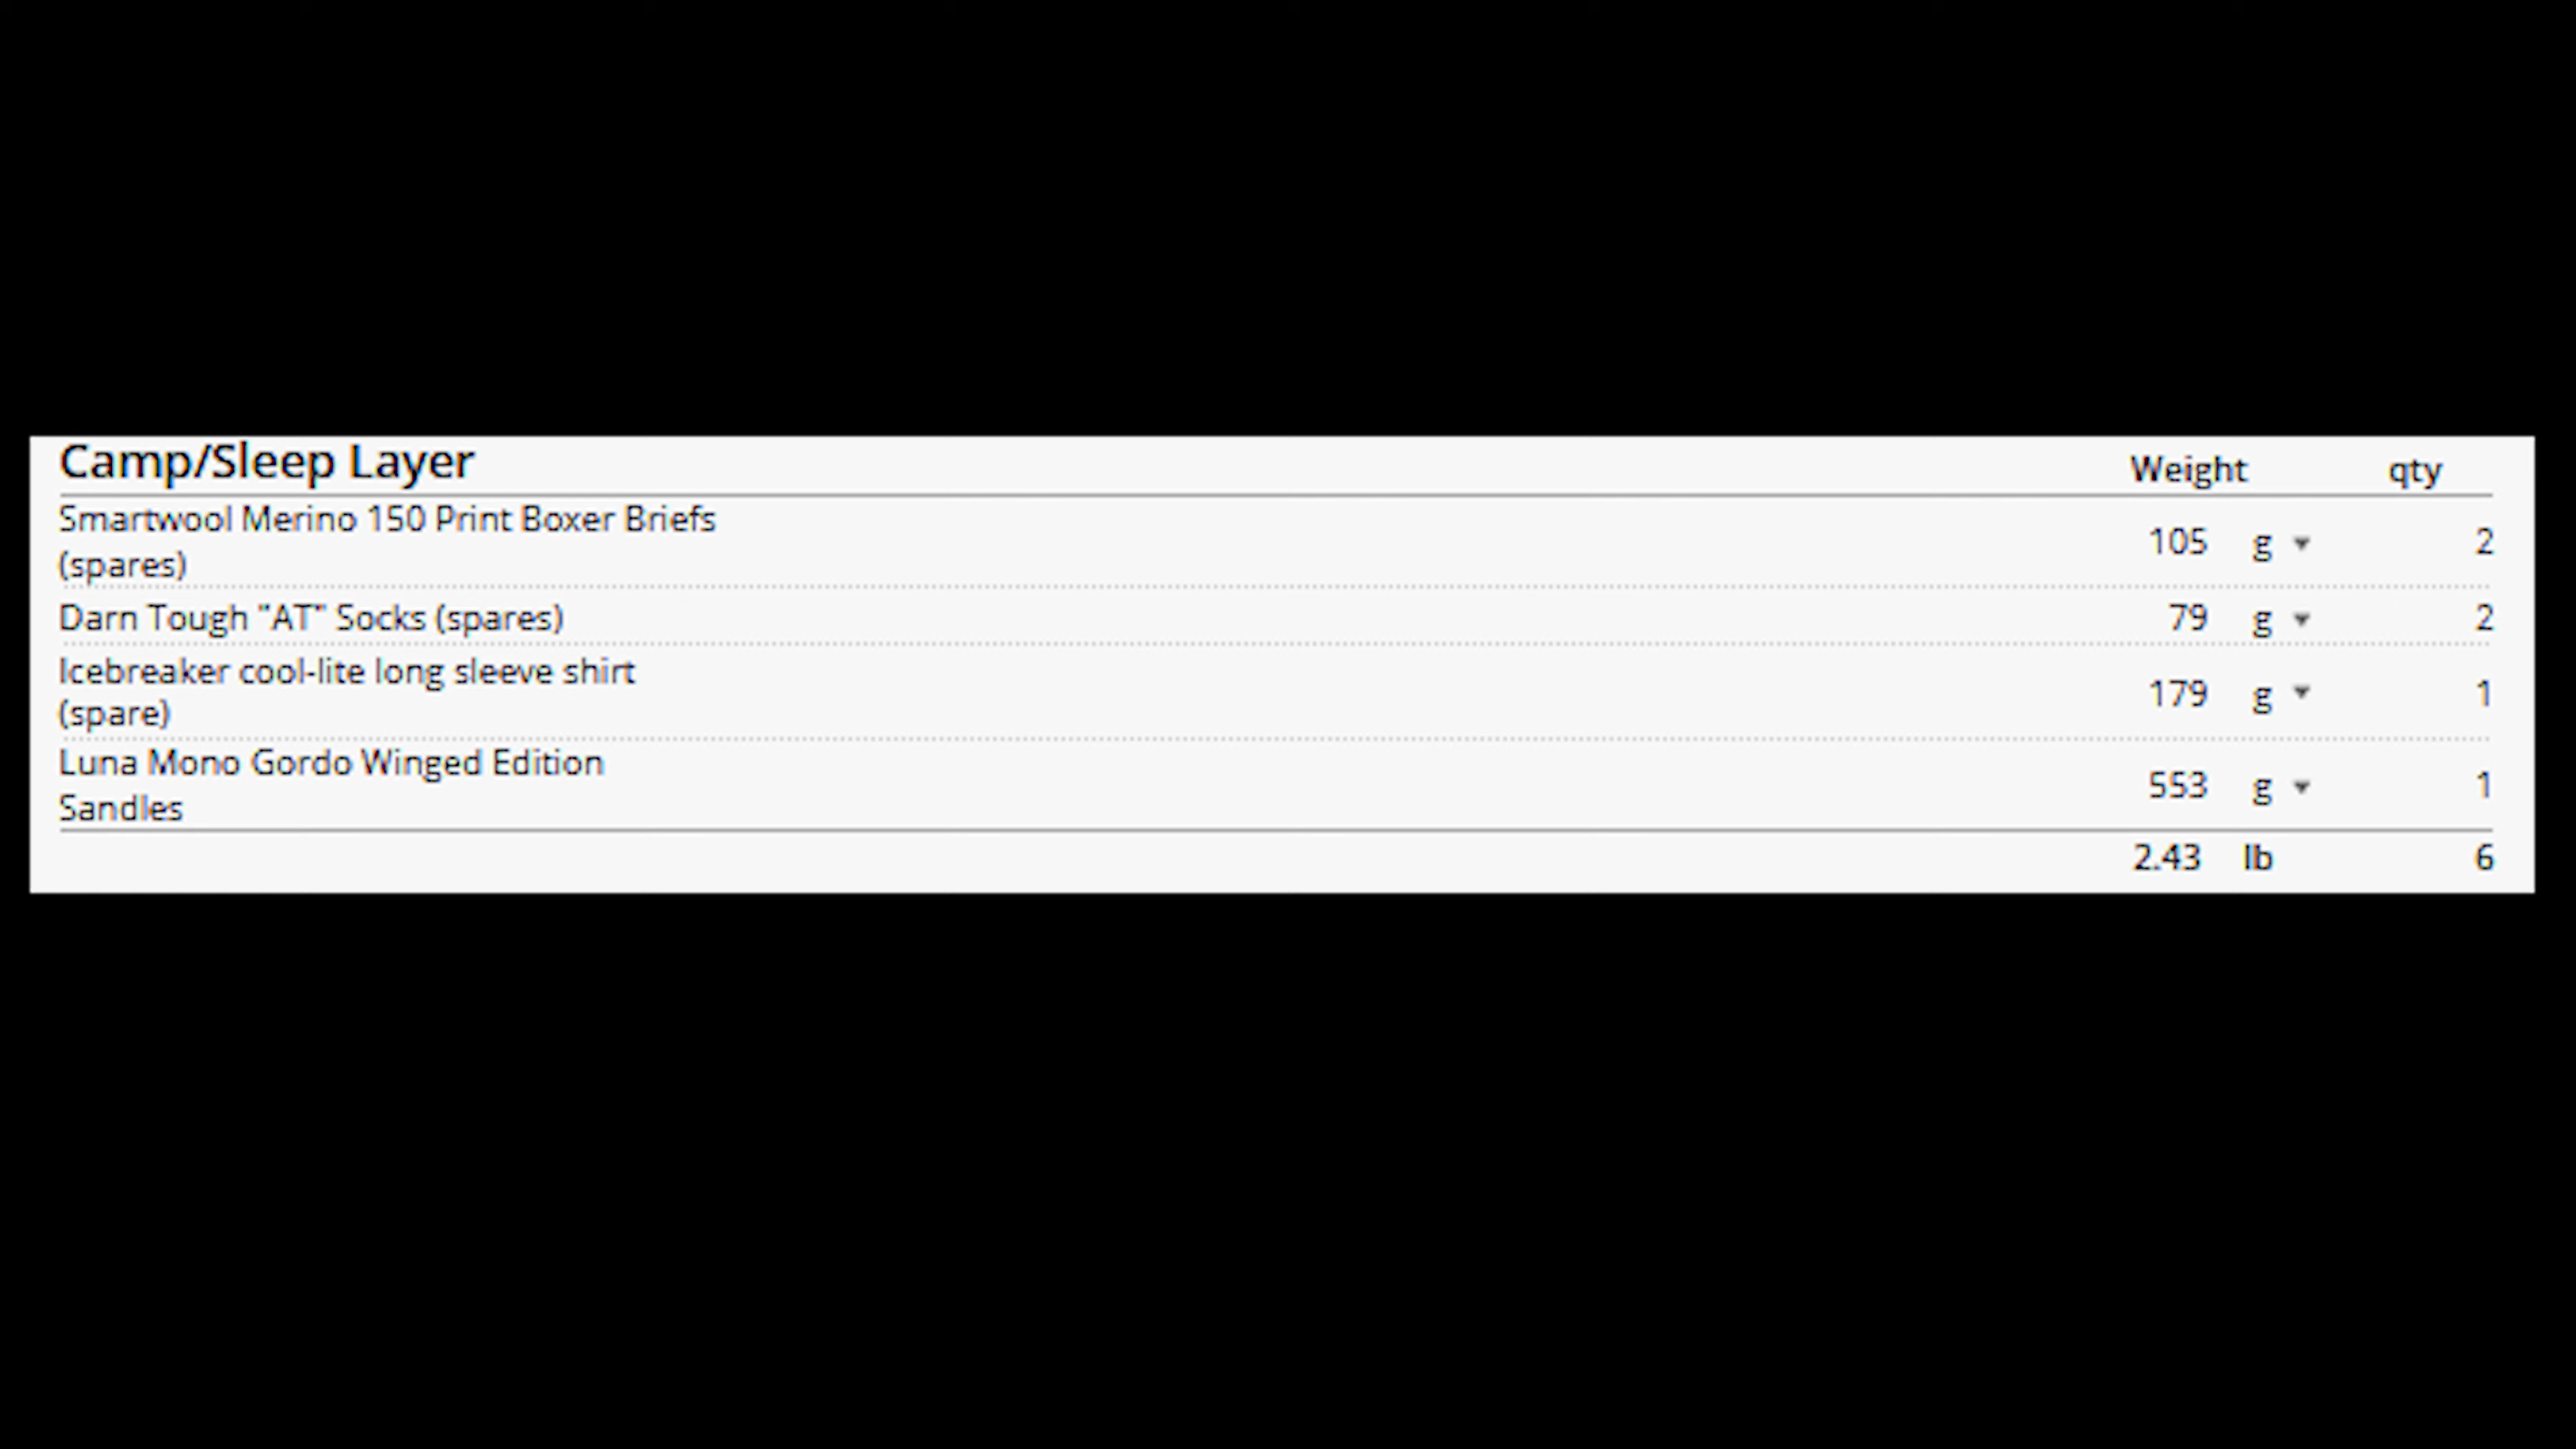 Camp/Sleep Layer Weight qty
Smartwool Merino 150 Print Boxer Briefs
(spares) 105 g 2
Darn Tough "AT" Socks (spares) 79 g 2
Icebreaker cool-lite long sleeve shirt
(spare) 179 g 1
Luna Mono Gordo Winged Edition
Sandles 553 g 1
2.43 lb 6